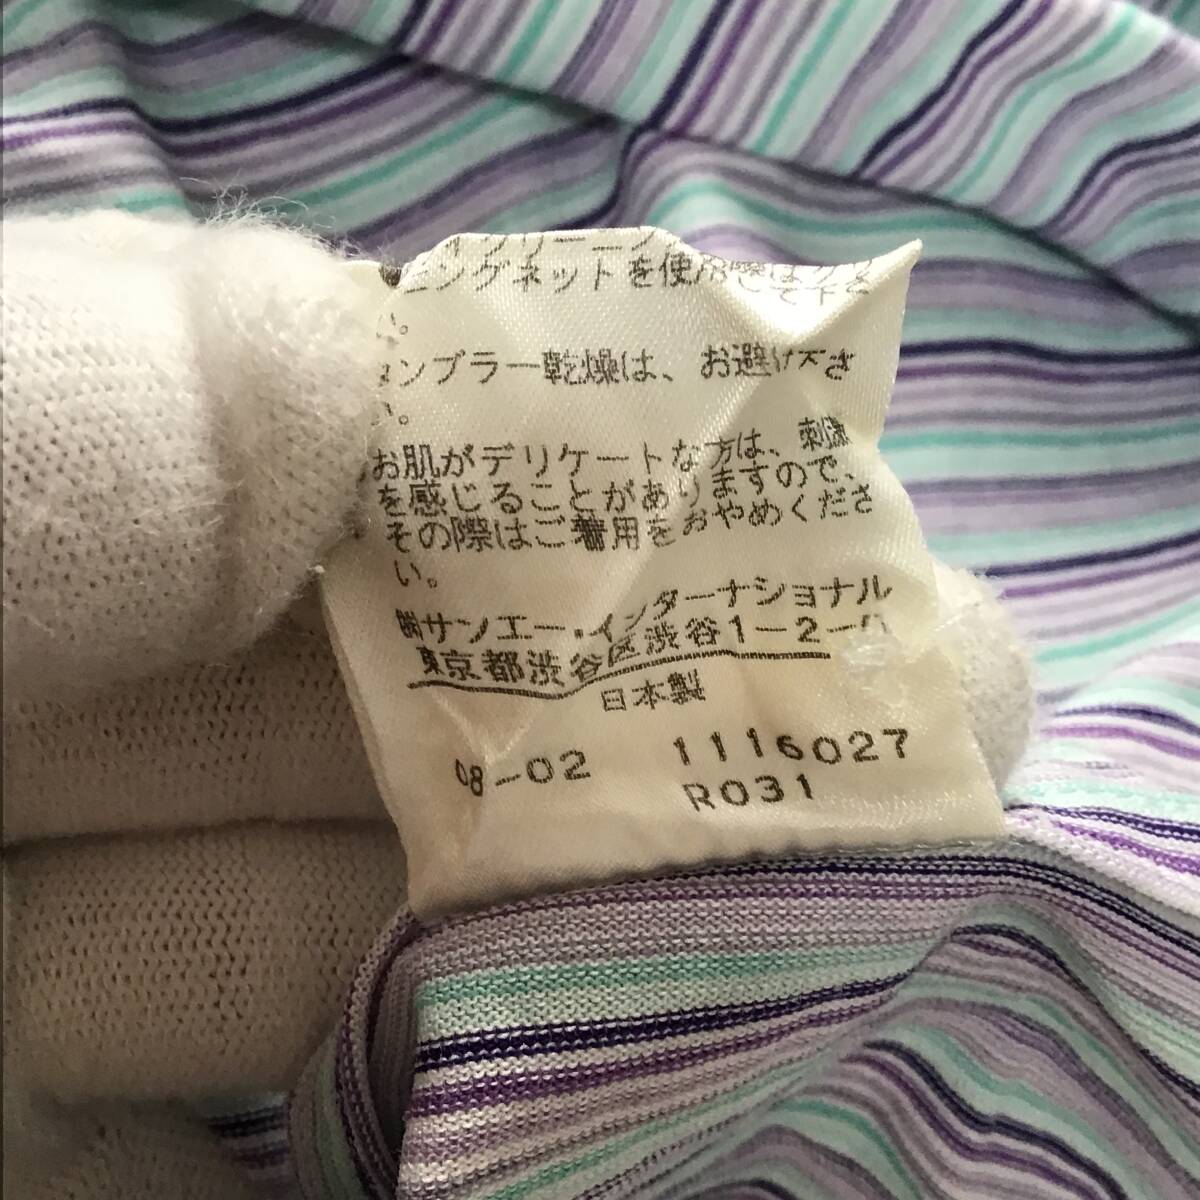 ニングネットを使用
い。
タンブラー乾燥は、お避け下さ
い。
お肌がデリケートな方は、刺激
を感じることがありますので、
その際はご着用をおやめくださ
い。
㈱サンエー・インターナショナル
東京都渋谷区渋谷1-2-
日本製
08-02 1116027
R031